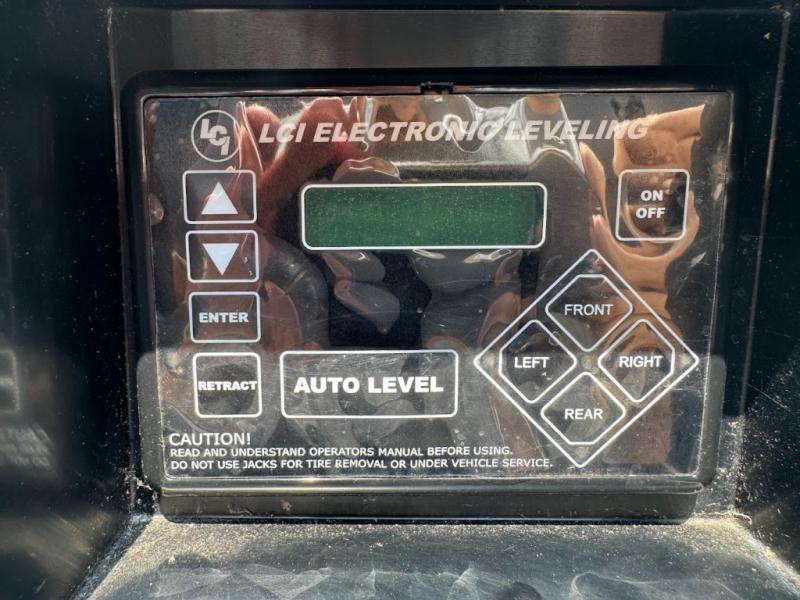 LCI LCI ELECTRONIC LEVELING
ON
OFF
ENTER
RETRACT
AUTO LEVEL
FRONT
LEFT
RIGHT
REAR
CAUTION!
READ AND UNDERSTAND OPERATORS MANUAL BEFORE USING.
DO NOT USE JACKS FOR TIRE REMOVAL OR UNDER VEHICLE SERVICE.